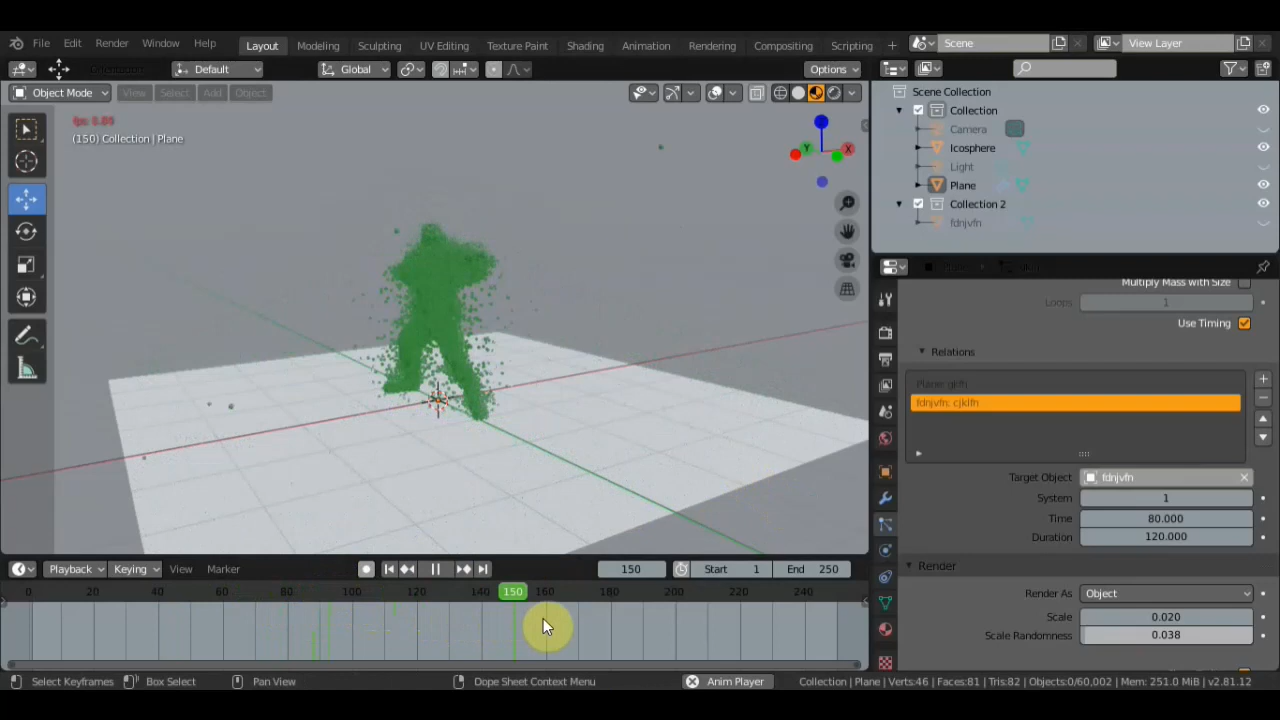 File Edit Render Window Help Layout Modeling Sculpting UV Editing Texture Paint Shading Animation Rendering Compositing Scripting + Scene View Layer
Orientation: Default Global Options
Object Mode View Select Add Object
(150) Collection | Plane
Z
Y X
Scene Collection
Collection
Camera
Icosphere
Light
Plane
Collection 2
fdnjvfn
Multiply Mass with Size
Loops 1
Use Timing
Relations
fdnjvfn: cjklfn
Target Object fdnjvfn
System 1
Time 80.000
Duration 120.000
Render
Render As Object
Scale 0.020
Scale Randomness 0.038
Playback Keying View Marker 150 Start 1 End 250
0 20 40 60 80 100 120 140 150 160 180 200 220 240
Select Keyframes Box Select Pan View Dope Sheet Context Menu Anim Player Collection | Plane | Verts:46 | Faces:81 | Tris:82 | Objects:0/60,002 | Mem: 251.0 MiB | v2.81.12